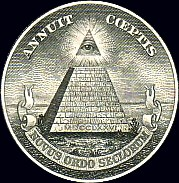 ANNUIT CŒPTIS
MDCCLXXVI
NOVUS ORDO SECLORUM